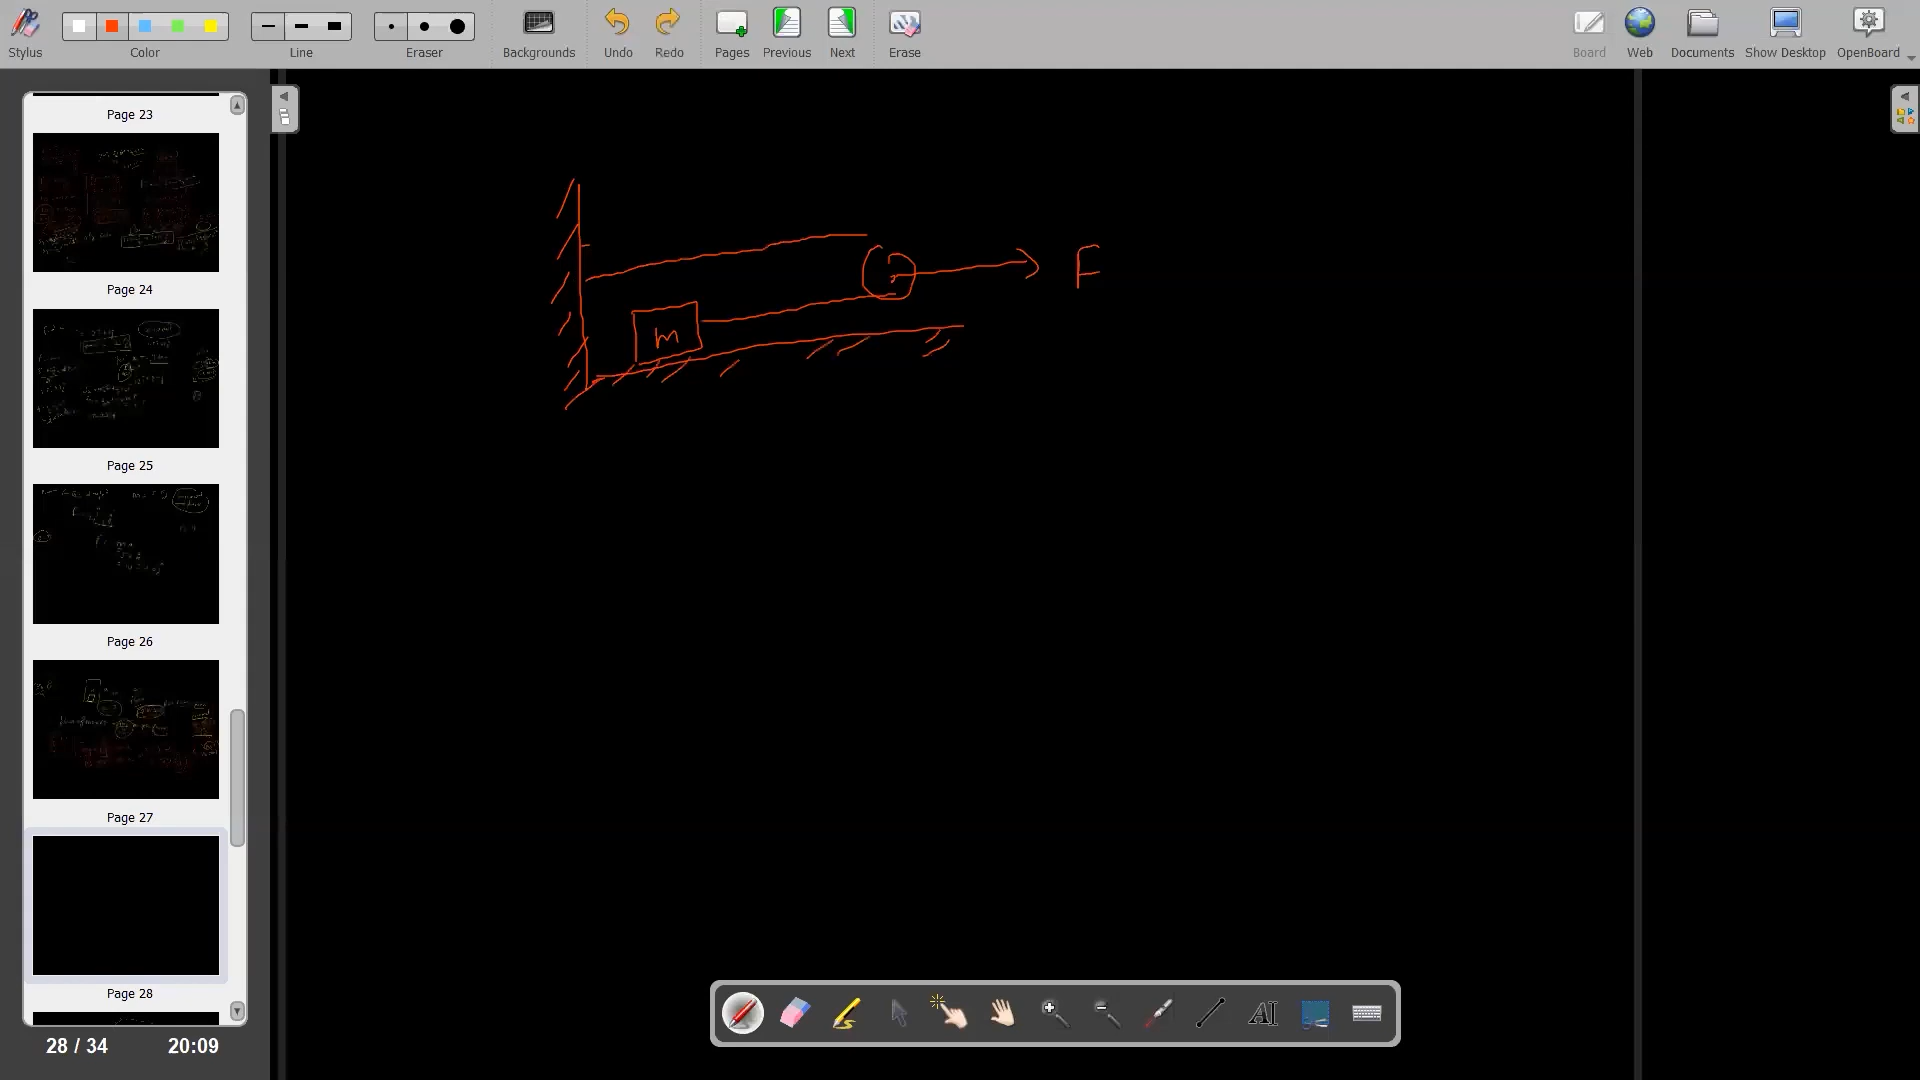 Stylus
Color
Line
Eraser
Backgrounds
Undo
Redo
Pages
Previous
Next
Erase
Board
Web
Documents
Show Desktop
OpenBoard
Page 23
Page 24
Page 25
Page 26
Page 27
Page 28
28 / 34
20:09
F
m
AI